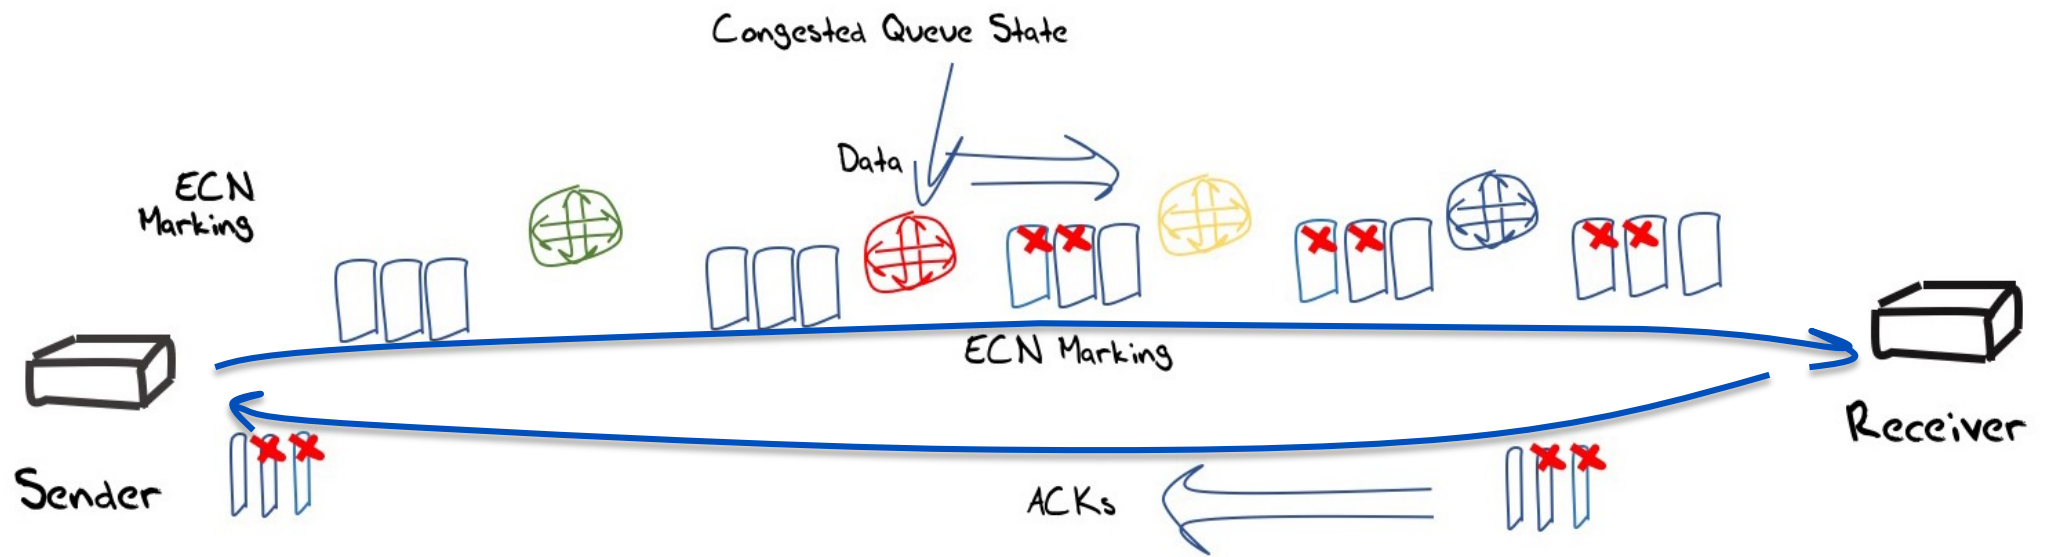 Congested Queue State
Data
ECN
Marking
ECN Marking
Receiver
Sender
ACKs